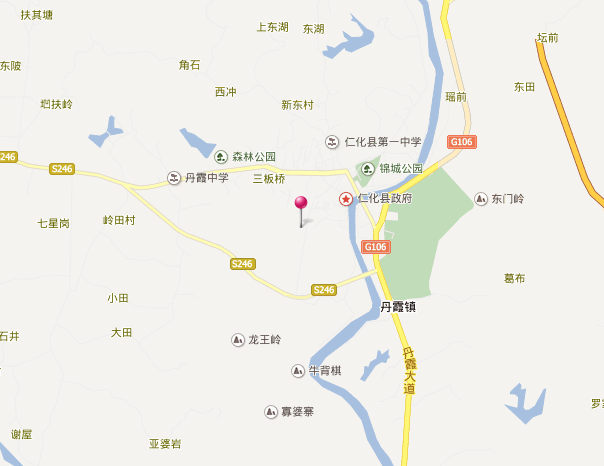 扶其塘
上东湖
东湖
坛前
东陂
角石
西冲
东田
瑶前
新东村
仁化县第一中学
G106
森林公园
246
S246
锦城公园
丹霞中学
三板桥
仁化县政府
东门岭
七星岗
岭田村
G106
S246
葛布
S246
小田
丹霞镇
大田
石井
龙王岭
丹霞大道
牛背棋
寡婆寨
谢屋
亚婆岩